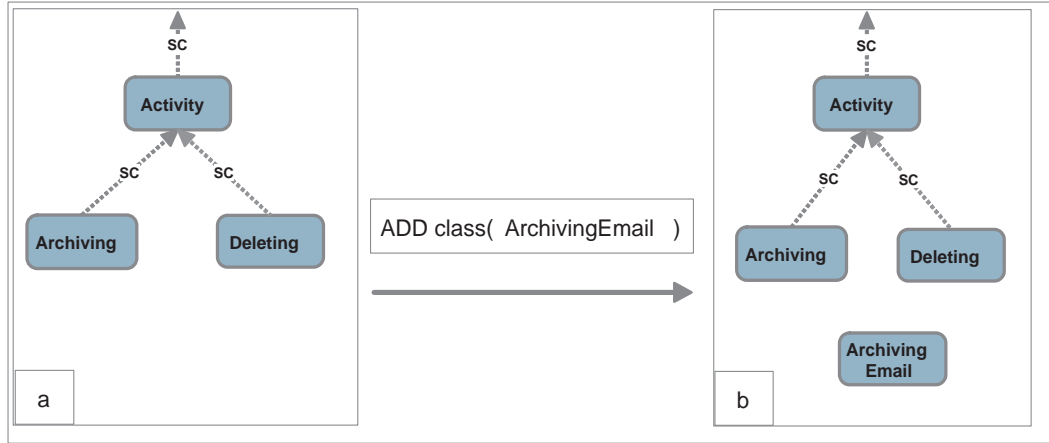 SC
Activity
SC
SC
Archiving
Deleting
a
ADD class( ArchivingEmail )
SC
Activity
SC
SC
Archiving
Deleting
Archiving
Email
b